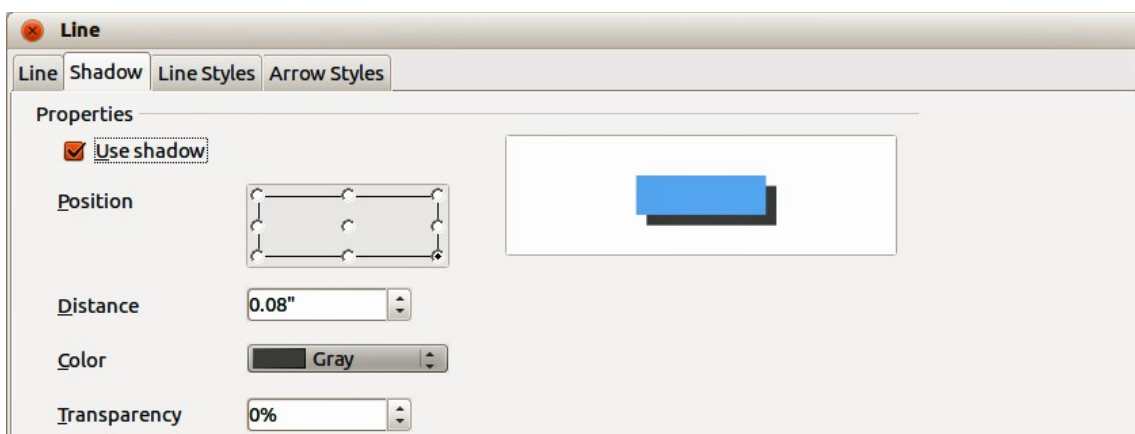 Line
Line Shadow Line Styles Arrow Styles
Properties
Use shadow
Position
Distance 0.08"
Color Gray
Transparency 0%